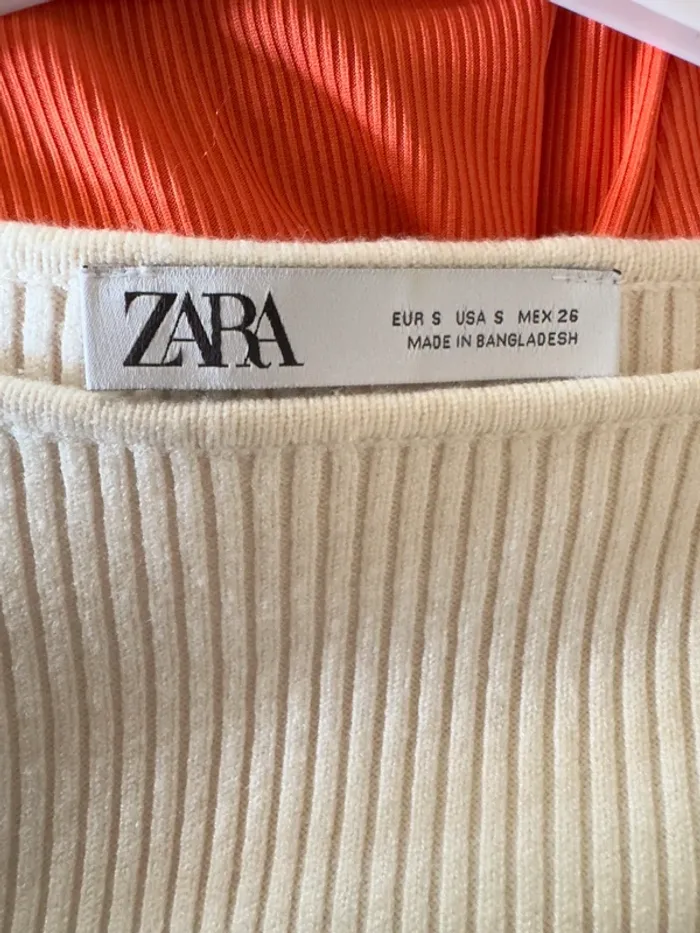 ZARA
EUR S USA S MEX 26
MADE IN BANGLADESH